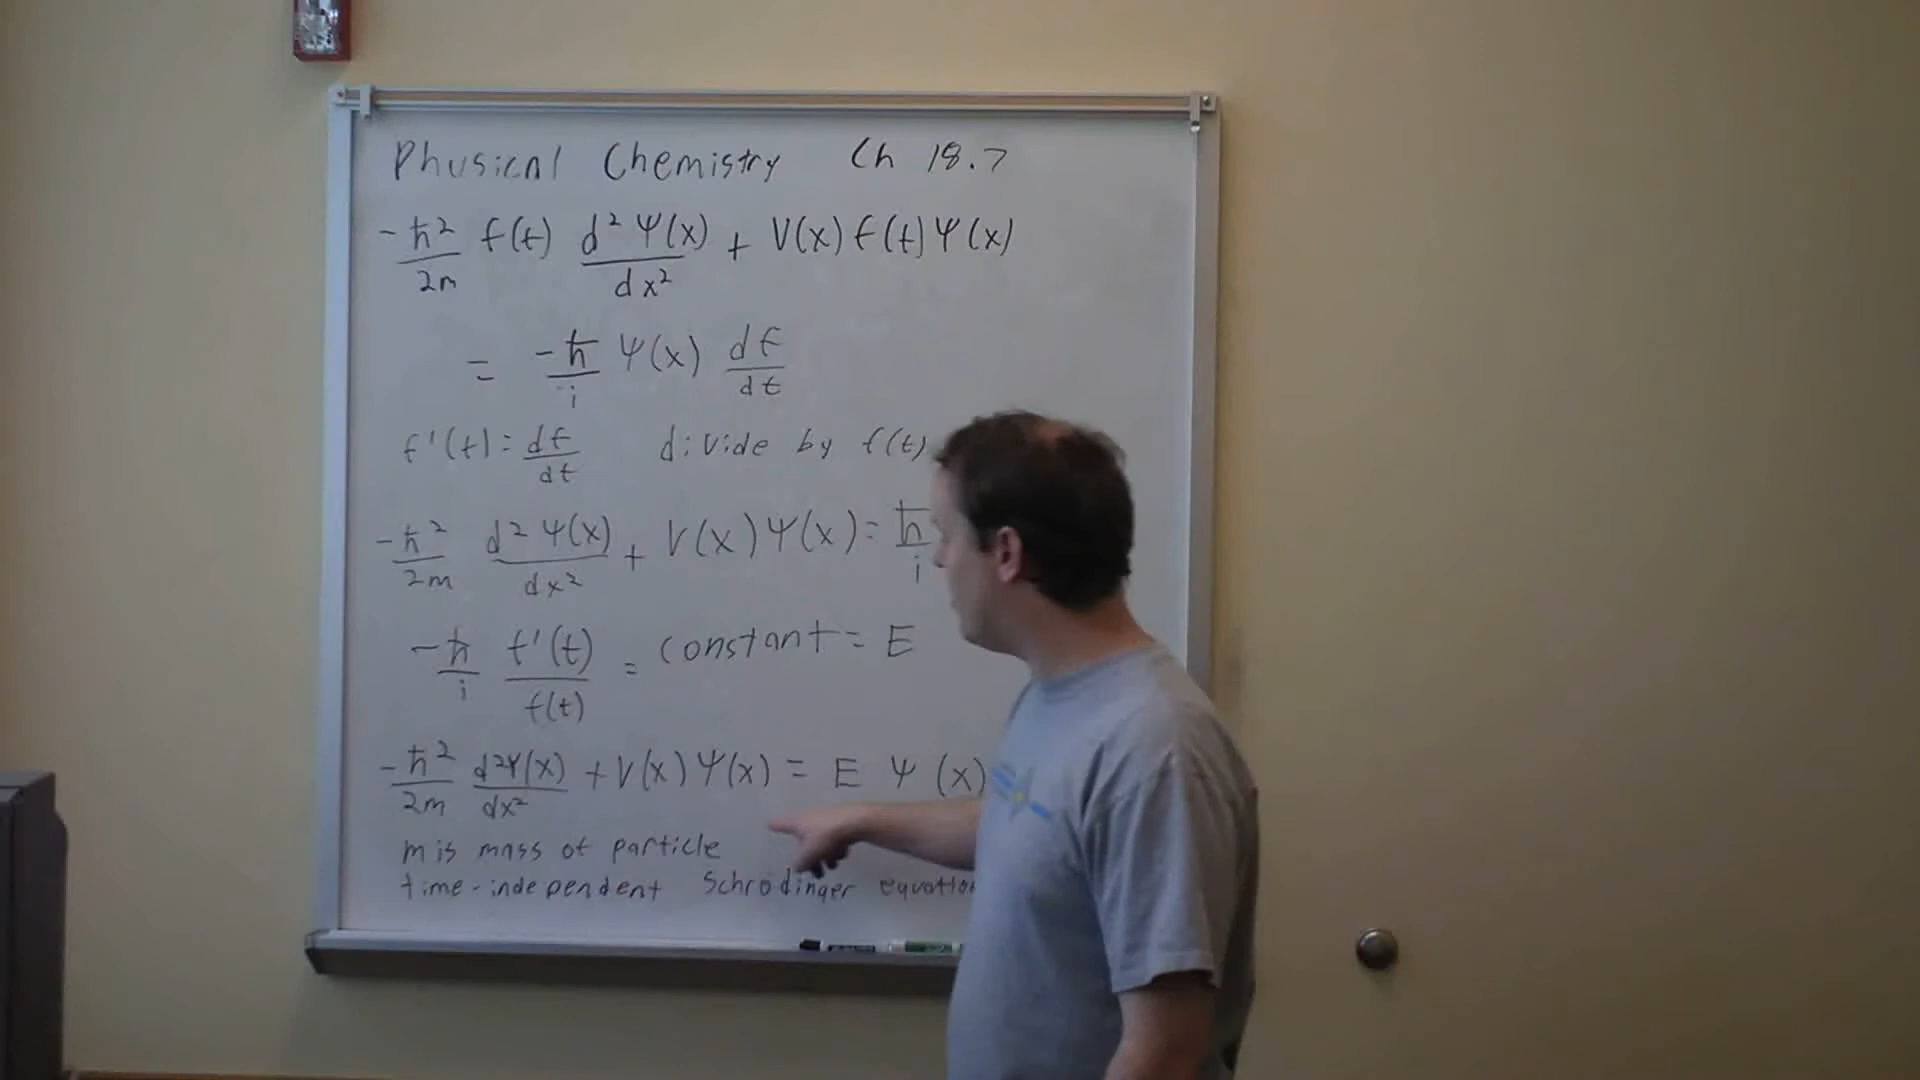 Physical Chemistry Ch 18.7
-ħ²/2m f(t) d²Ψ(x)/dx² + V(x) f(t) Ψ(x)
= -ħ/i Ψ(x) df/dt
f'(t) = df/dt divide by f(t)
-ħ²/2m d²Ψ(x)/dx² + V(x) Ψ(x) = ħ/i
-ħ/i f'(t)/f(t) = constant = E
-ħ²/2m d²Ψ(x)/dx² + V(x) Ψ(x) = E Ψ (x)
m is mass of particle
time-independent Schrödinger equation